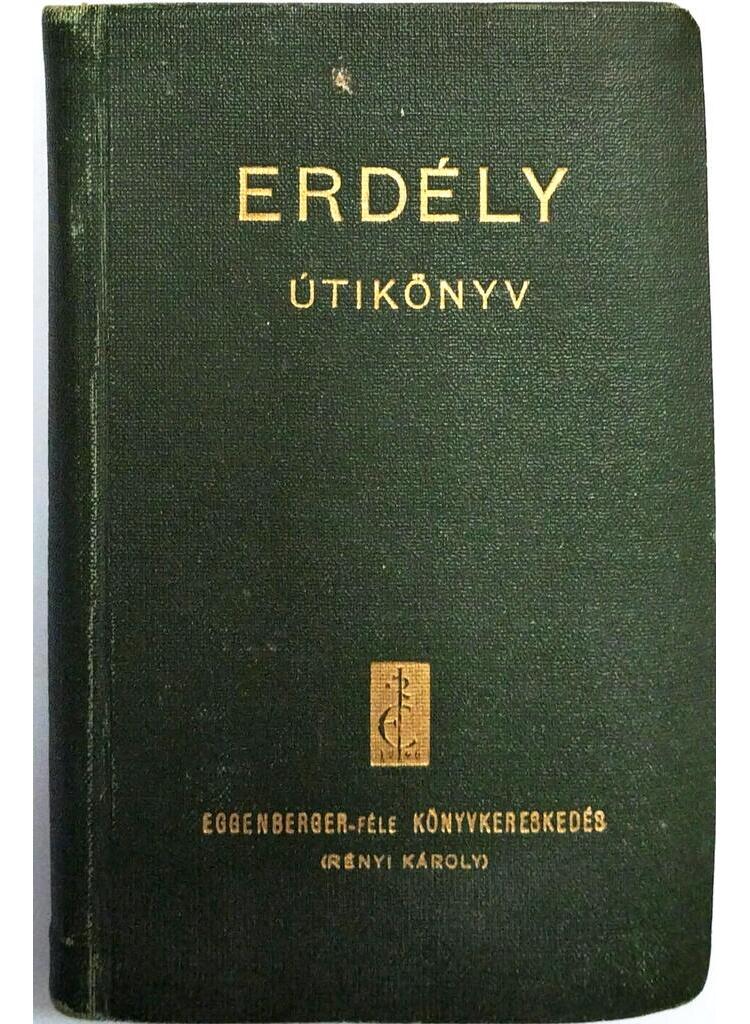 ERDÉLY
ÚTIKÖNYV
EGGENBERGER-FÉLE KÖNYVKERESKEDÉS
(RÉNYI KÁROLY)